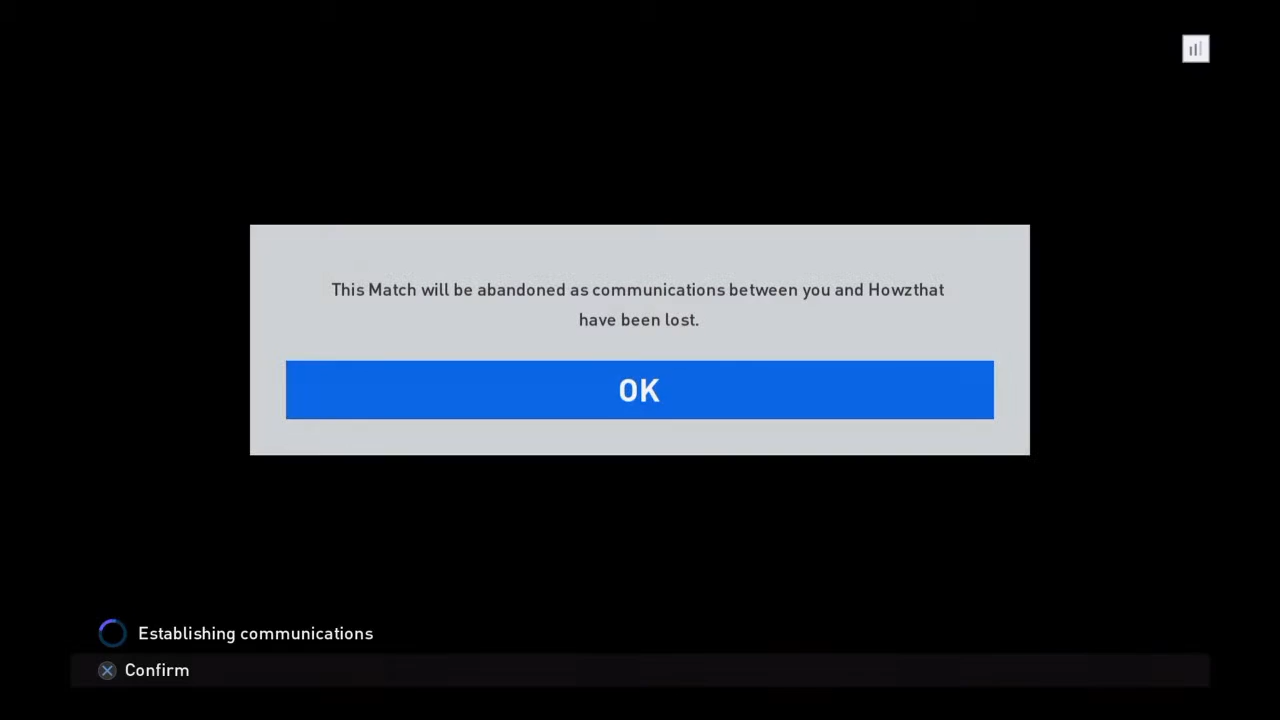 This Match will be abandoned as communications between you and Howzthat
have been lost.
OK
Establishing communications
Confirm